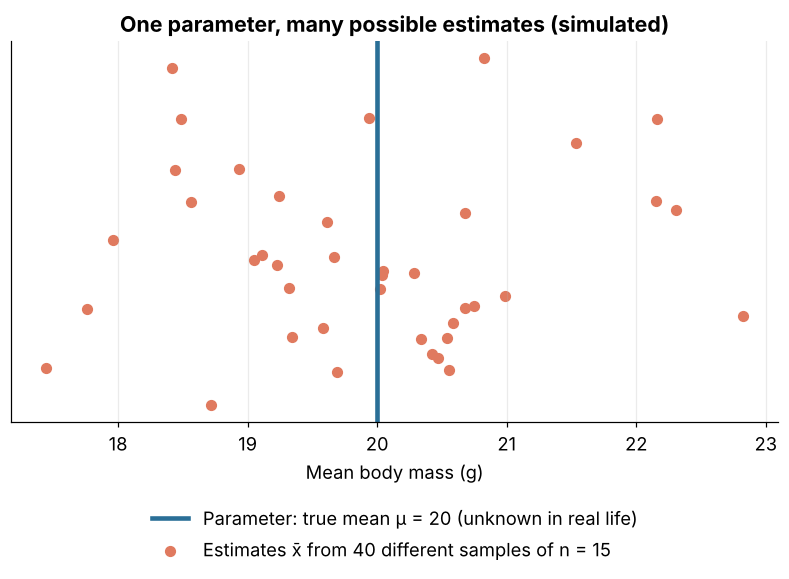 One parameter, many possible estimates (simulated)
18 19 20 21 22 23
Mean body mass (g)
Parameter: true mean μ = 20 (unknown in real life)
Estimates x̄ from 40 different samples of n = 15